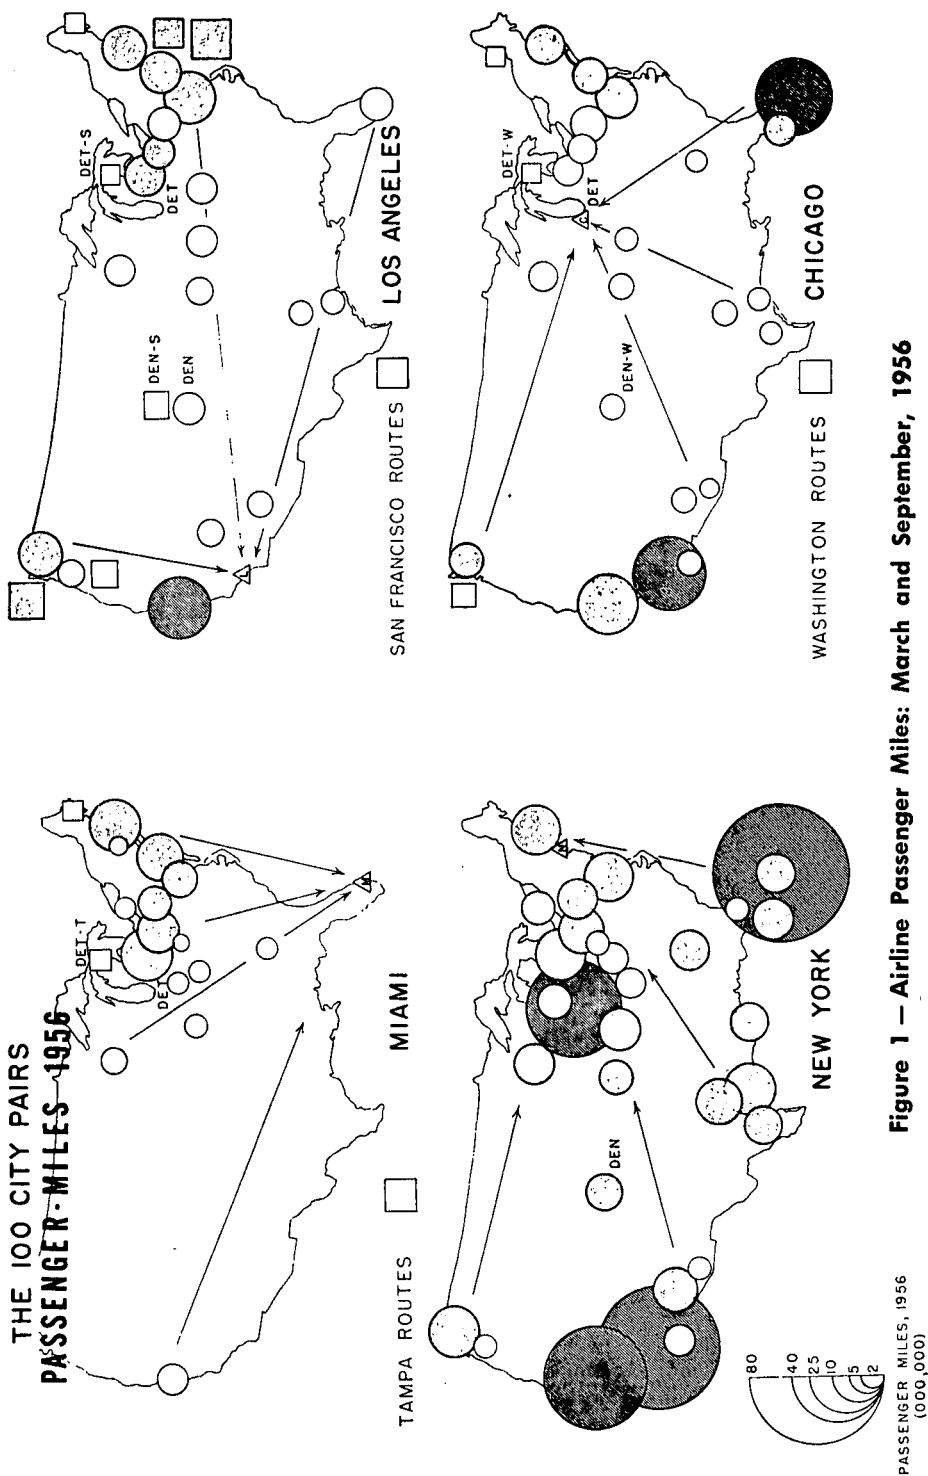 THE 100 CITY PAIRS
PASSENGER-MILES 1956
DET-T
DET
M
MIAMI
TAMPA ROUTES
DET-S
DET
DEN-S
DEN
L
LOS ANGELES
SAN FRANCISCO ROUTES
DEN
N
NEW YORK
80
40
25
10
5
2
PASSENGER MILES, 1956
(000,000)
DET-W
DET
C
DEN-W
CHICAGO
WASHINGTON ROUTES
Figure 1 — Airline Passenger Miles: March and September, 1956